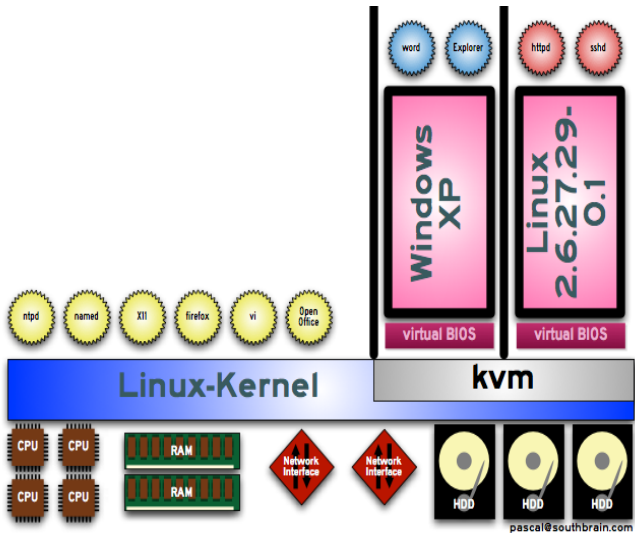 word
Explorer
httpd
sshd
Windows
XP
Linux
2.6.27.29-
0.1
virtual BIOS
virtual BIOS
ntpd
named
X11
firefox
vi
Open
Office
Linux-Kernel
kvm
CPU
CPU
RAM
Network
Interface
Network
Interface
CPU
CPU
RAM
HDD
HDD
HDD
pascal@southbrain.com